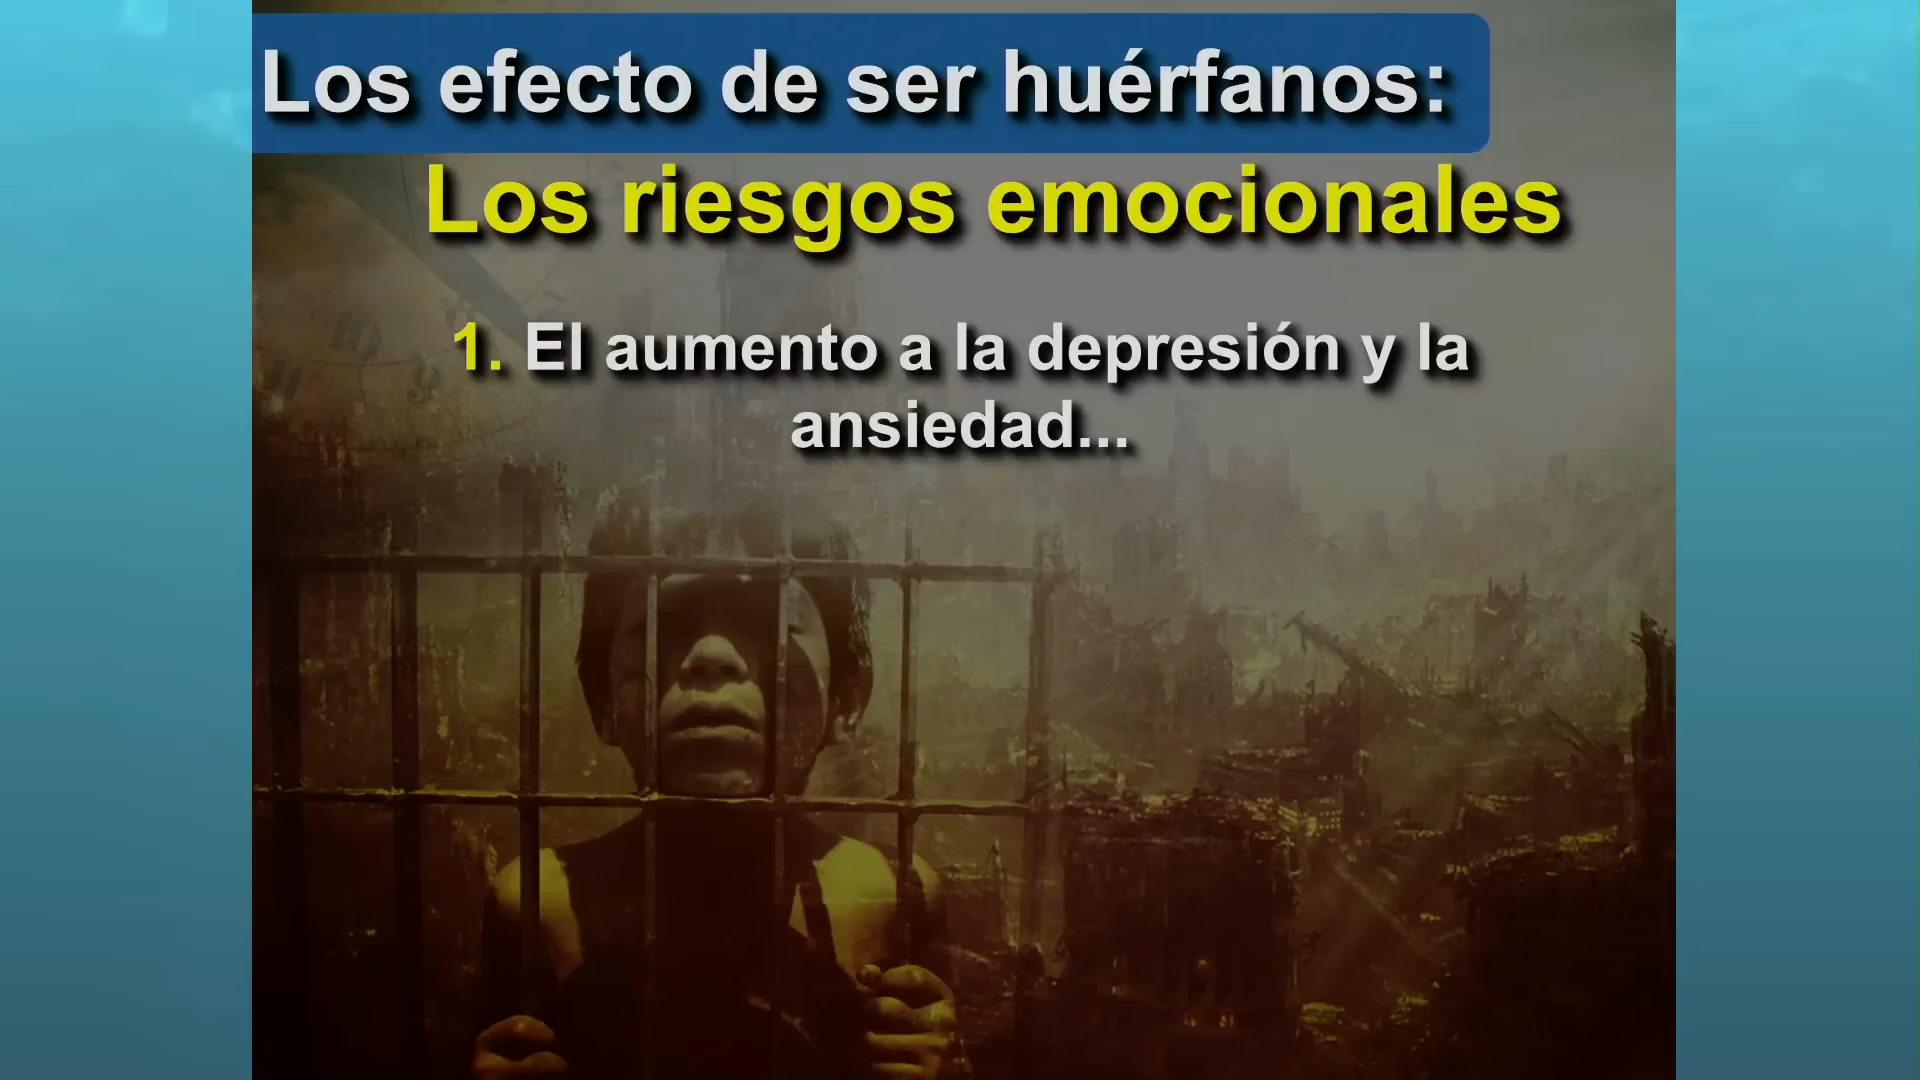 Los efecto de ser huérfanos:
Los riesgos emocionales
1. El aumento a la depresión y la
ansiedad...